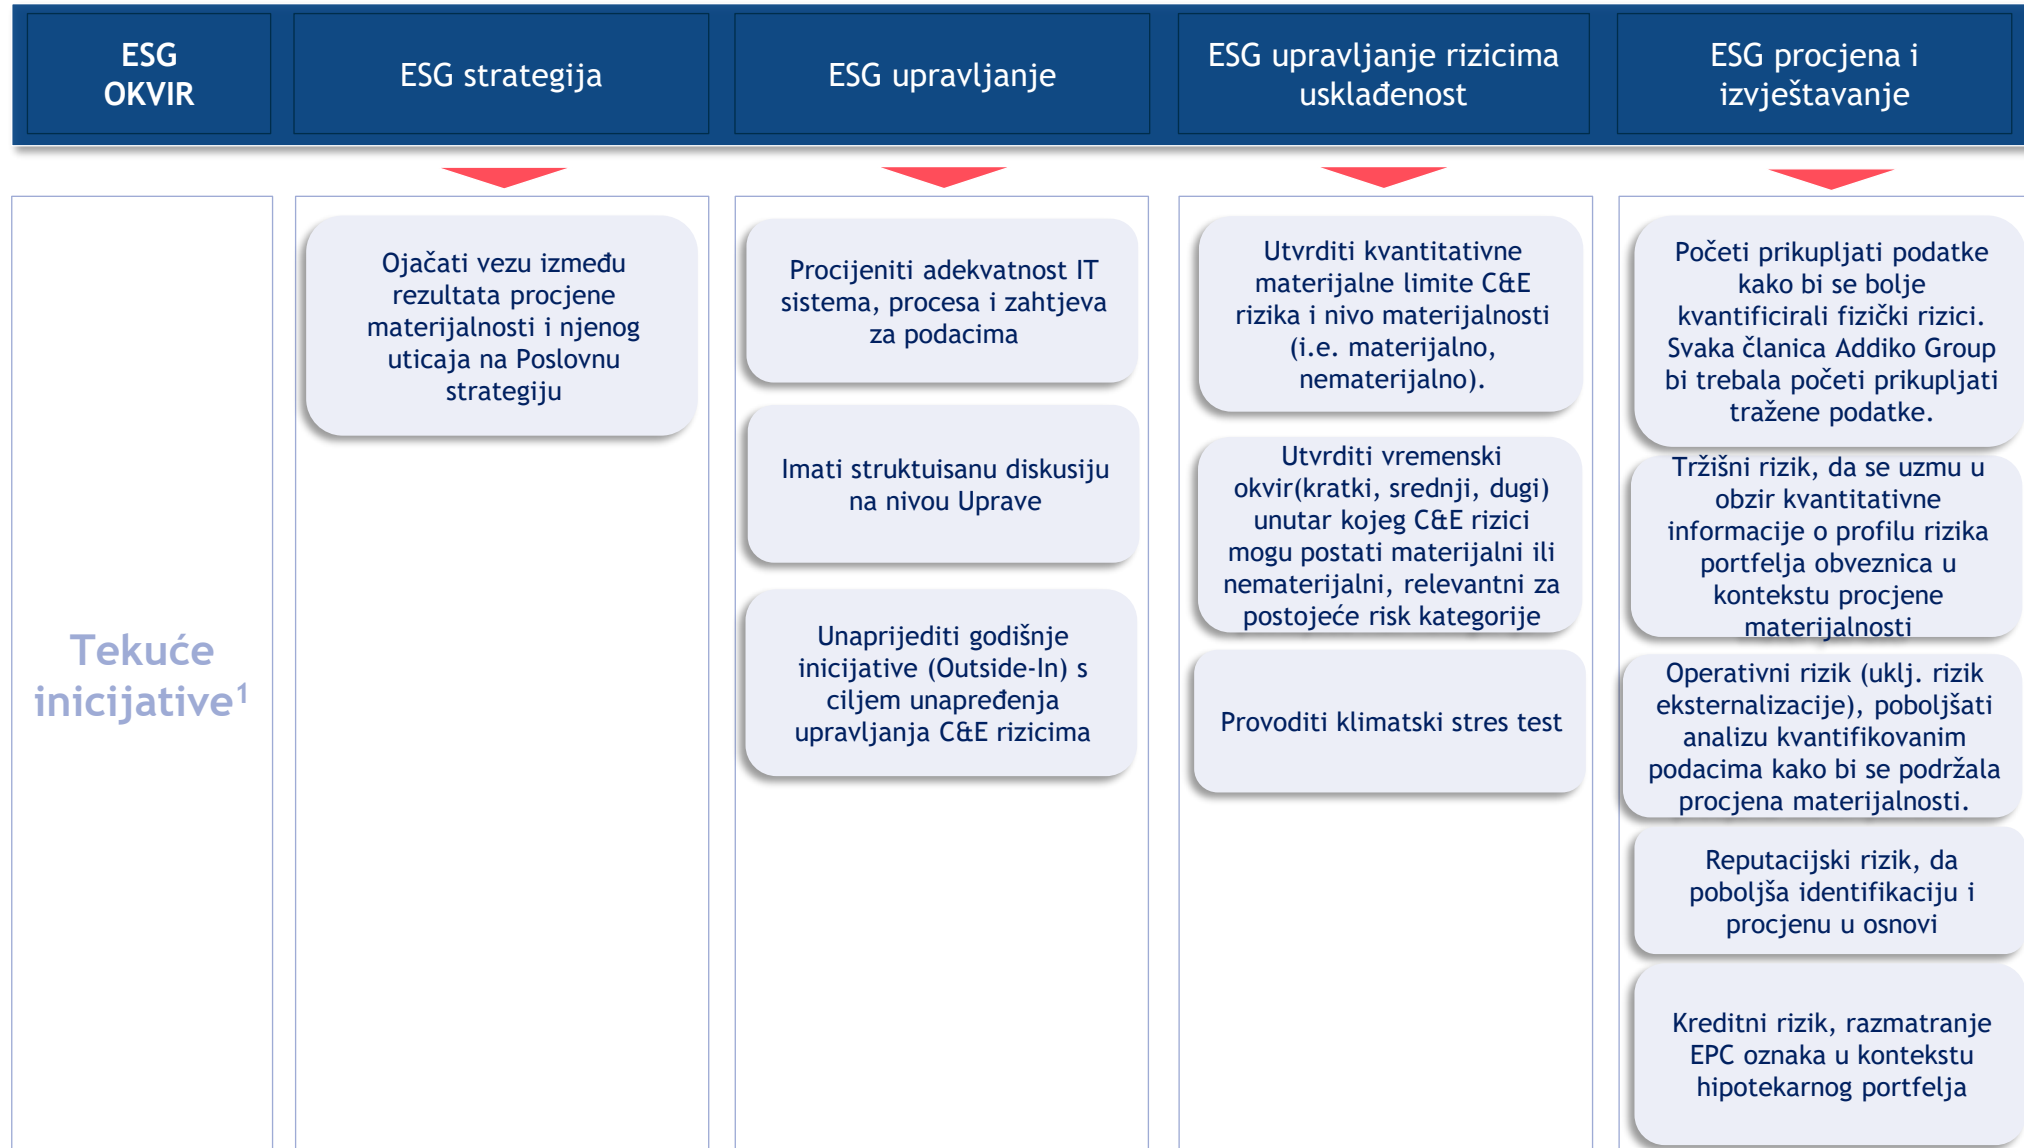 ESG
OKVIR
ESG strategija
ESG upravljanje
ESG upravljanje rizicima
usklađenost
ESG procjena i
izvještavanje
Tekuće
inicijative¹
Ojačati vezu između
rezultata procjene
materijalnosti i njenog
uticaja na Poslovnu
strategiju
Procijeniti adekvatnost IT
sistema, procesa i zahtjeva
za podacima
Imati struktuisanu diskusiju
na nivou Uprave
Unaprijediti godišnje
inicijative (Outside-In) s
ciljem unapređenja
upravljanja C&E rizicima
Utvrditi kvantitativne
materijalne limite C&E
rizika i nivo materijalnosti
(i.e. materijalno,
nematerijalno).
Utvrditi vremenski
okvir(kratki, srednji, dugi)
unutar kojeg C&E rizici
mogu postati materijalni ili
nematerijalni, relevantni za
postojeće risk kategorije
Provoditi klimatski stres test
Početi prikupljati podatke
kako bi se bolje
kvantificirali fizički rizici.
Svaka članica Addiko Group
bi trebala početi prikupljati
tražene podatke.
Tržišni rizik, da se uzmu u
obzir kvantitativne
informacije o profilu rizika
portfelja obveznica u
kontekstu procjene
materijalnosti
Operativni rizik (uklj. rizik
eksternalizacije), poboljšati
analizu kvantifikovanim
podacima kako bi se podržala
procjena materijalnosti.
Reputacijski rizik, da
poboljša identifikaciju i
procjenu u osnovi
Kreditni rizik, razmatranje
EPC oznaka u kontekstu
hipotekarnog portfelja